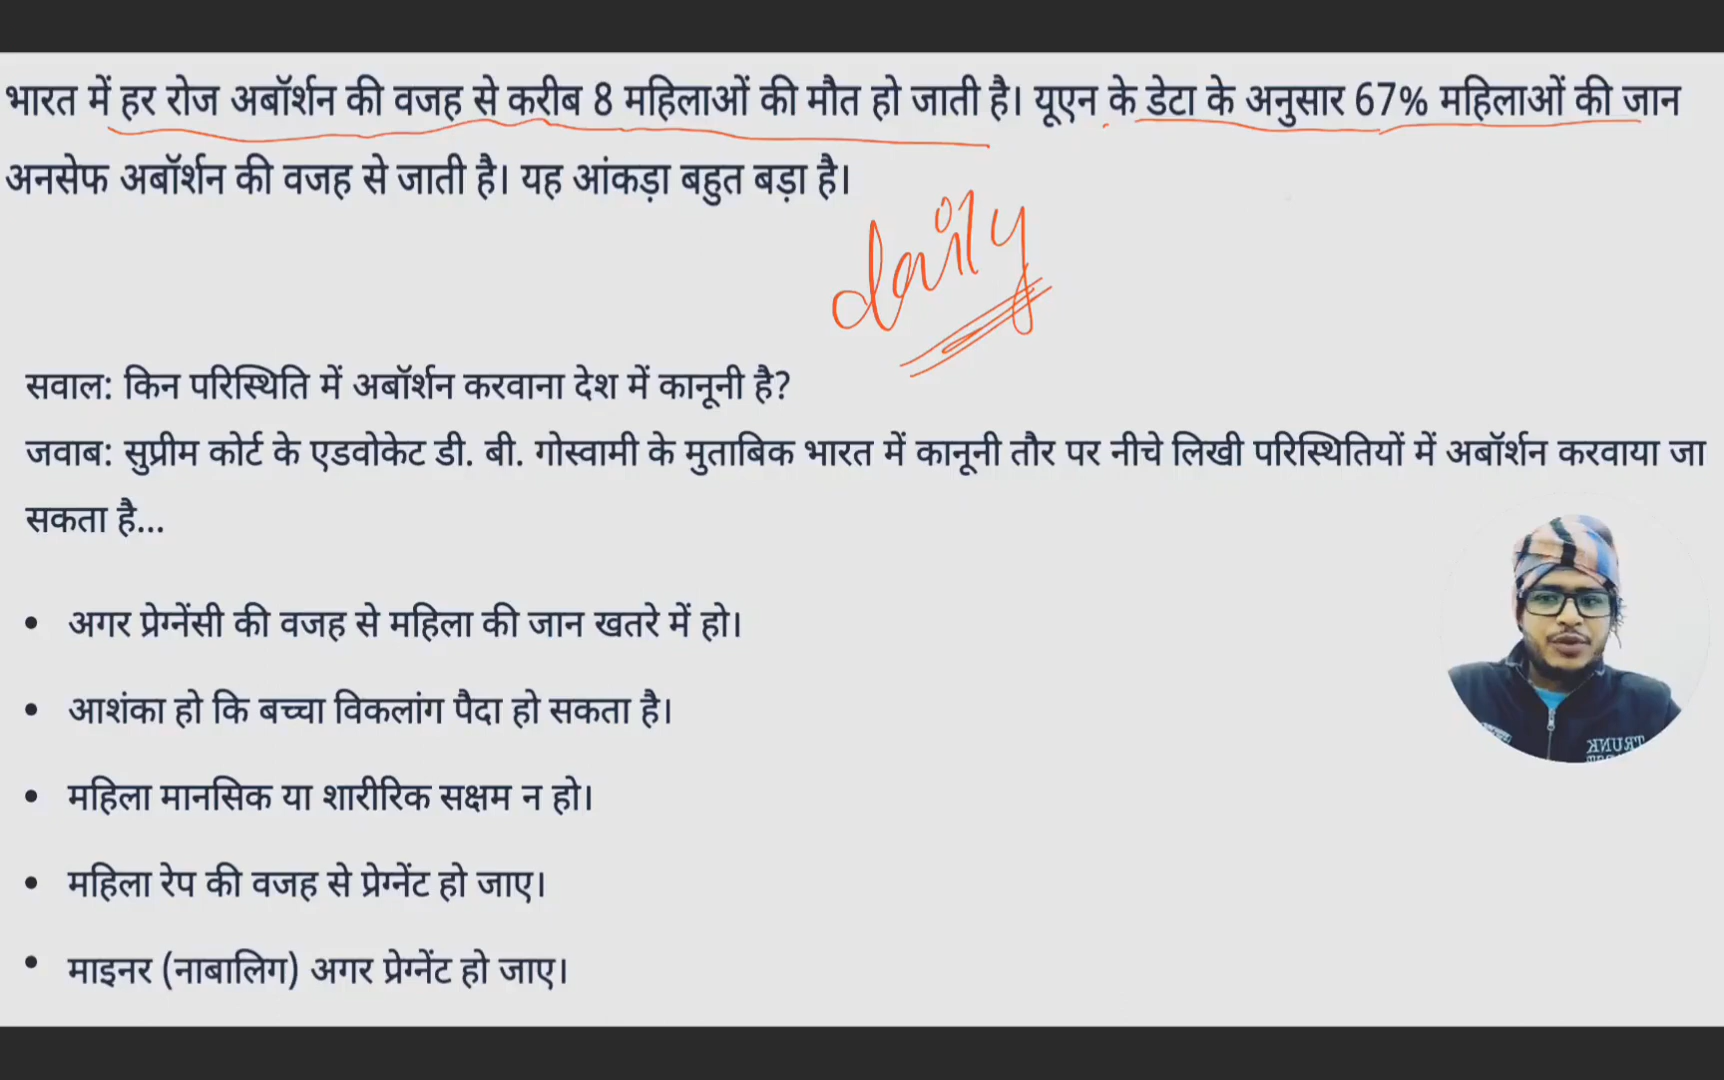 भारत में हर रोज अबॉर्शन की वजह से करीब 8 महिलाओं की मौत हो जाती है। यूएन के डेटा के अनुसार 67% महिलाओं की जान
अनसेफ अबॉर्शन की वजह से जाती है। यह आंकड़ा बहुत बड़ा है।
daily
सवाल: किन परिस्थिति में अबॉर्शन करवाना देश में कानूनी है?
जवाब: सुप्रीम कोर्ट के एडवोकेट डी. बी. गोस्वामी के मुताबिक भारत में कानूनी तौर पर नीचे लिखी परिस्थितियों में अबॉर्शन करवाया जा
सकता है...
• अगर प्रेग्नेंसी की वजह से महिला की जान खतरे में हो।
• आशंका हो कि बच्चा विकलांग पैदा हो सकता है।
• महिला मानसिक या शारीरिक सक्षम न हो।
• महिला रेप की वजह से प्रेग्नेंट हो जाए।
• माइनर (नाबालिग) अगर प्रेग्नेंट हो जाए।
TRUNK